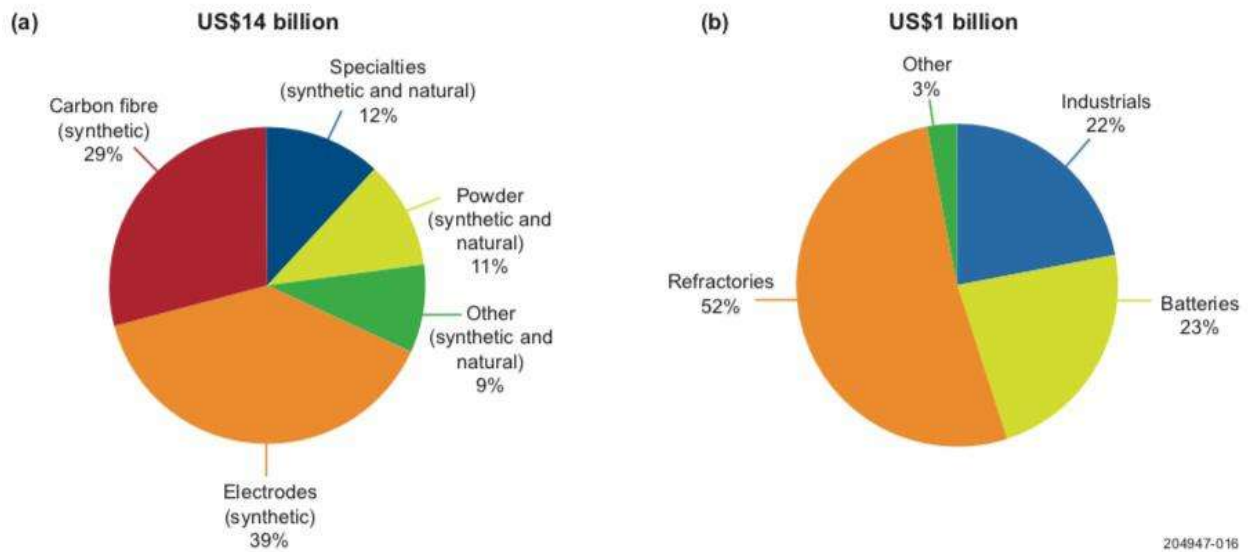 (a)
US$14 billion
Specialties
(synthetic and natural)
12%
Carbon fibre
(synthetic)
29%
Powder
(synthetic and
natural)
11%
Other
(synthetic and
natural)
9%
Electrodes
(synthetic)
39%
(b)
US$1 billion
Other
3%
Industrials
22%
Refractories
52%
Batteries
23%
204947-016